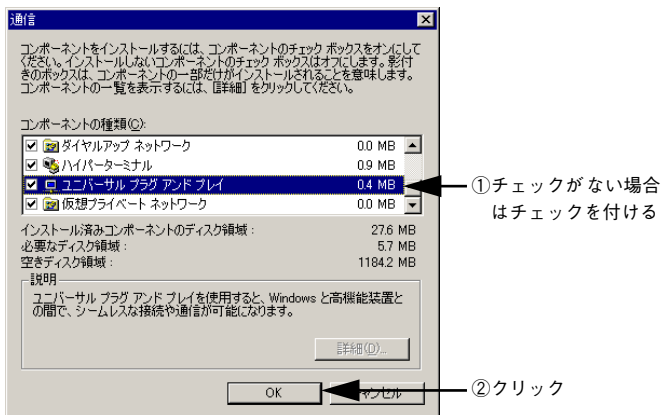 通信
コンポーネントをインストールするには、コンポーネントのチェック ボックスをオンにして
ください。インストールしないコンポーネントのチェック ボックスはオフにします。影付
きのボックスは、コンポーネントの一部だけがインストールされることを意味します。
コンポーネントの一覧を表示するには、[詳細] をクリックしてください。
コンポーネントの種類(C):
ダイヤルアップ ネットワーク 0.0 MB
ハイパーターミナル 0.9 MB
ユニバーサル プラグ アンド プレイ 0.4 MB
仮想プライベート ネットワーク 0.0 MB
①チェックがない場合
はチェックを付ける
インストール済みコンポーネントのディスク領域 : 27.6 MB
必要なディスク領域 : 5.7 MB
空きディスク領域 : 1184.2 MB
説明
ユニバーサル プラグ アンド プレイを使用すると、Windows と高機能装置と
の間で、シームレスな接続や通信が可能になります。
詳細(D)...
OK
キャンセル
②クリック